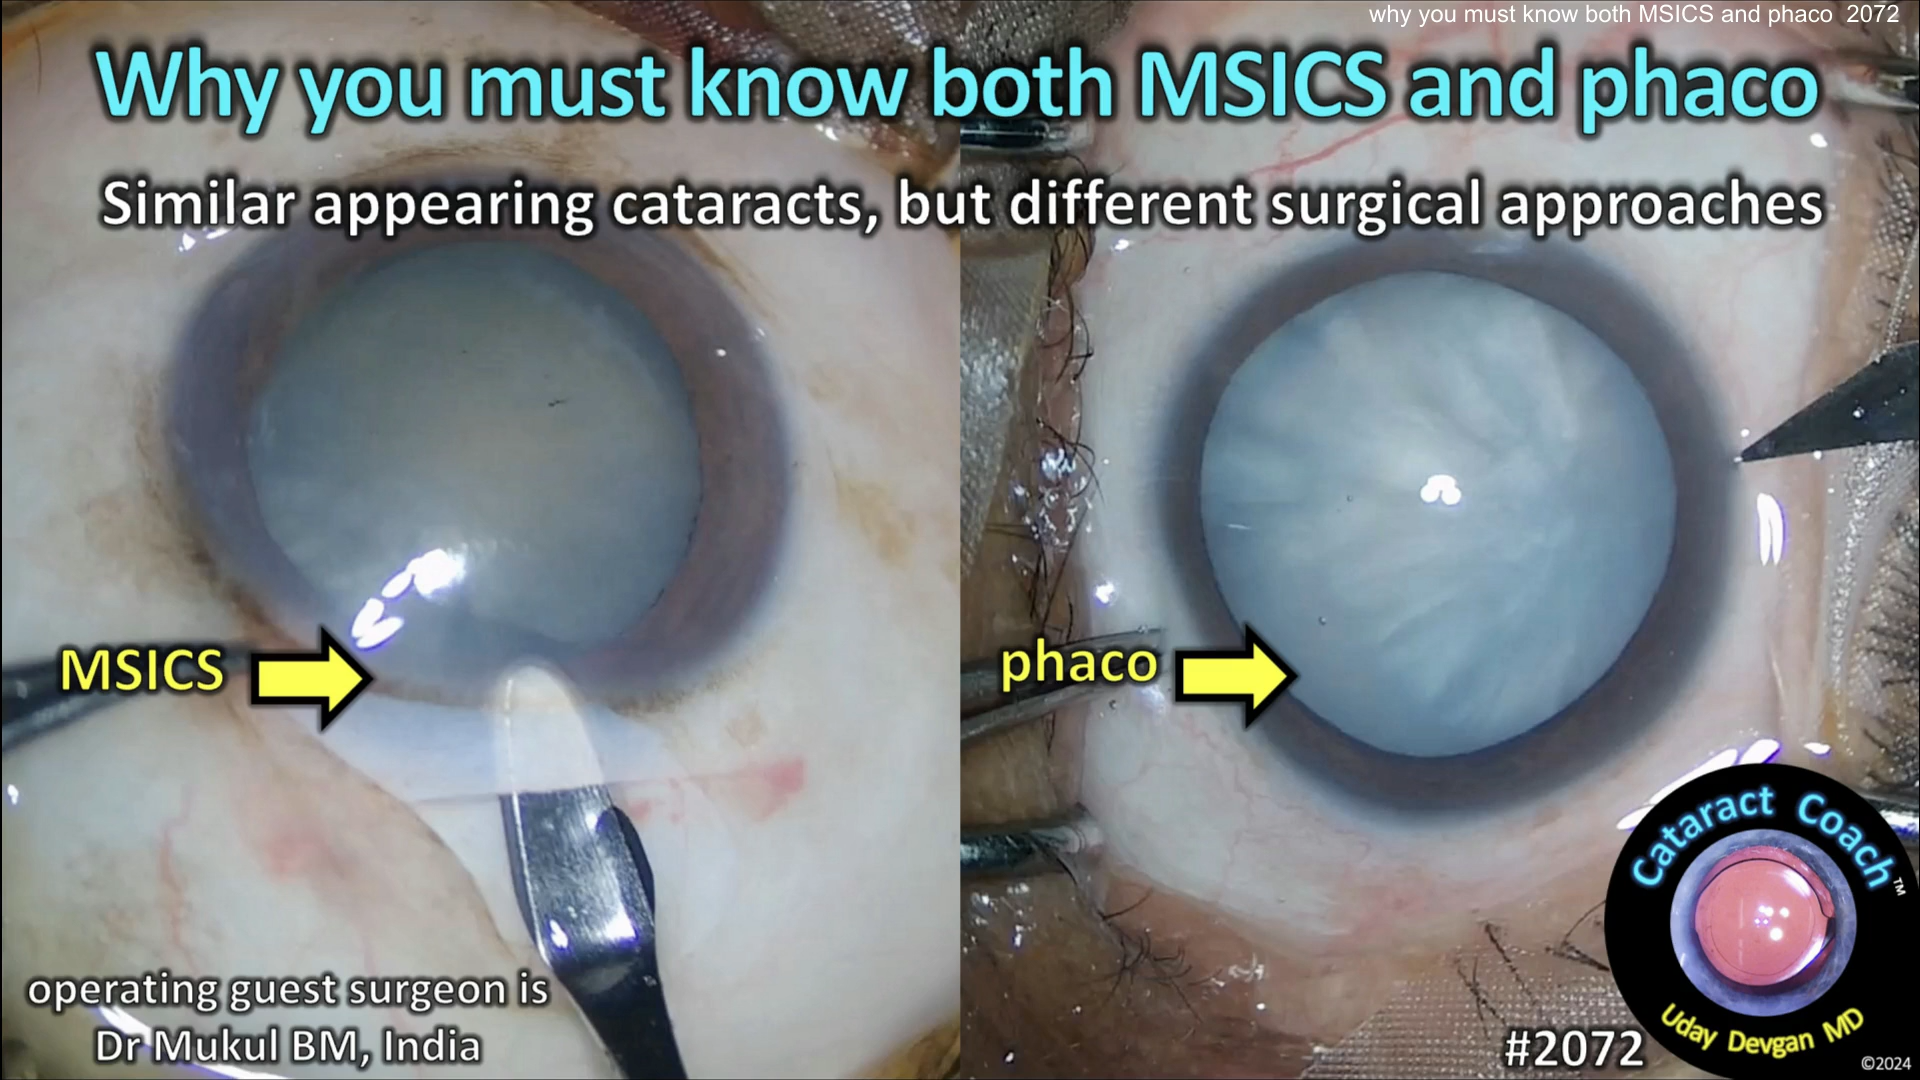 why you must know both MSICS and phaco 2072
Why you must know both MSICS and phaco
Similar appearing cataracts, but different surgical approaches
MSICS
phaco
Cataract Coach™
Uday Devgan MD
operating guest surgeon is
Dr Mukul BM, India
#2072
©2024